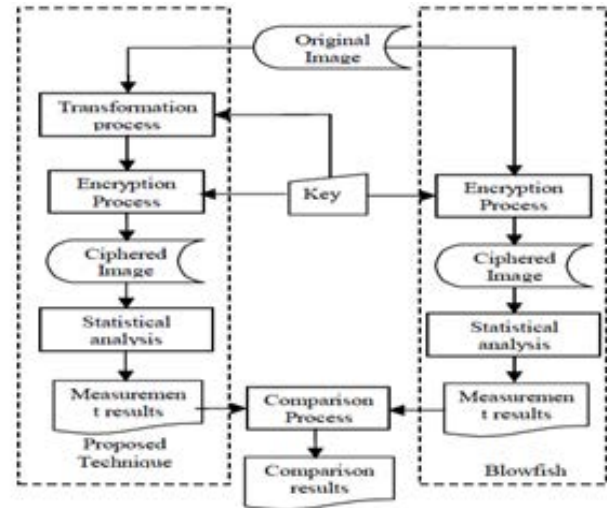 Original
Image
Transformation
process
Encryption
Process
Key
Encryption
Process
Ciphered
Image
Ciphered
Image
Statistical
analysis
Statistical
analysis
Measuremen
t results
Comparison
Process
Measuremen
t results
Proposed
Technique
Comparison
results
Blowfish